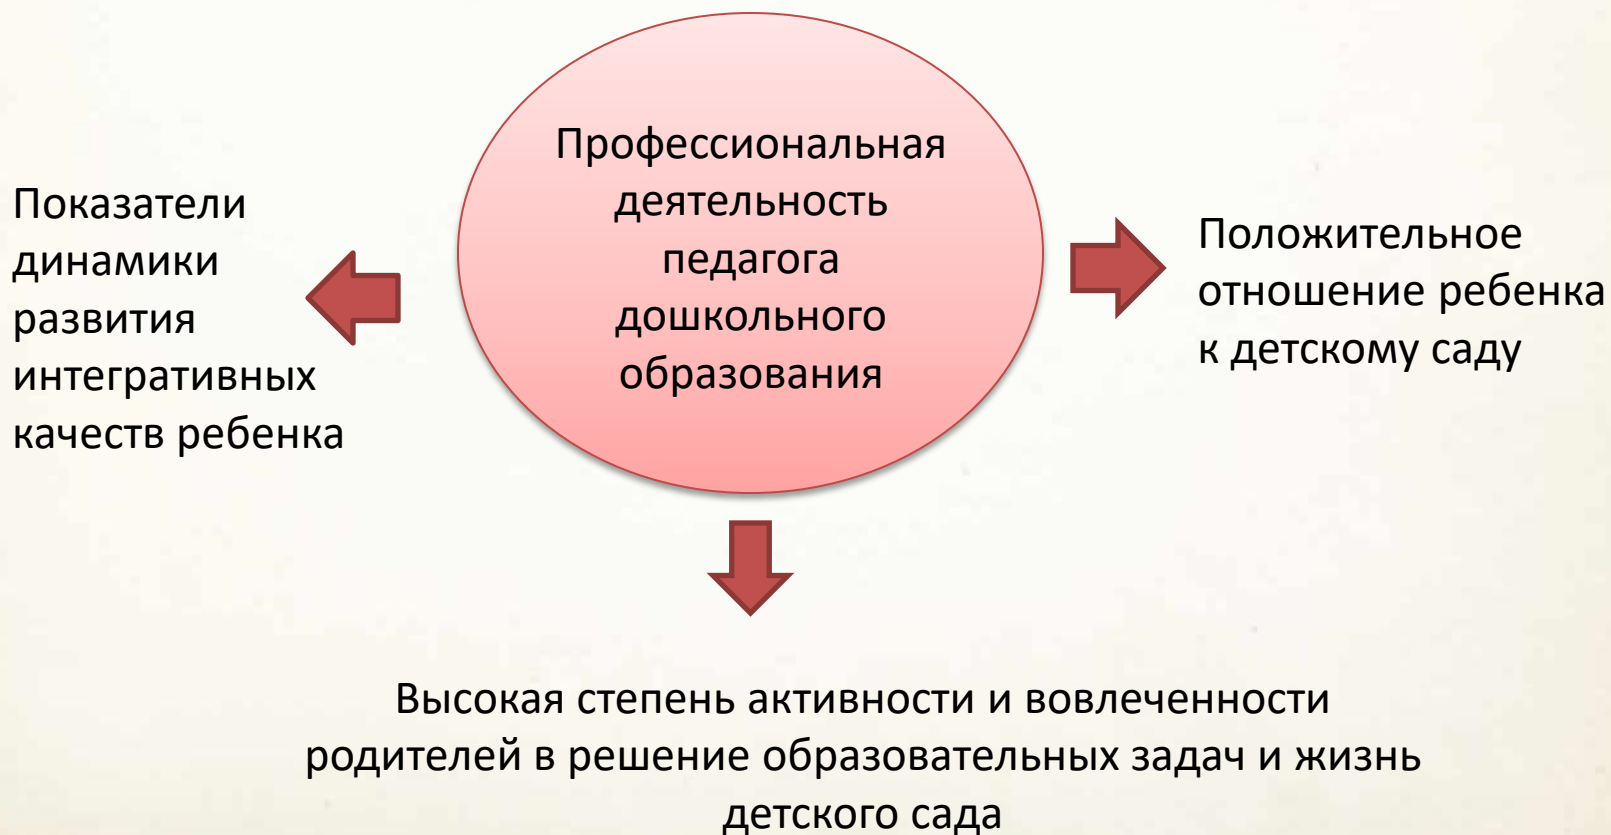 Профессиональная
деятельность
педагога
дошкольного
образования
Показатели
динамики
развития
интегративных
качеств ребенка
Положительное
отношение ребенка
к детскому саду
Высокая степень активности и вовлеченности
родителей в решение образовательных задач и жизнь
детского сада